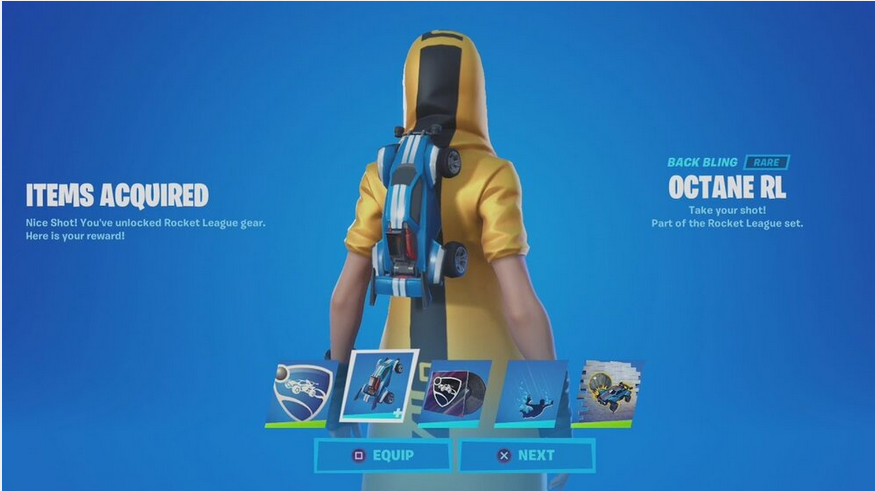 ITEMS ACQUIRED
Nice Shot! You've unlocked Rocket League gear.
Here is your reward!
BACK BLING RARE
OCTANE RL
Take your shot!
Part of the Rocket League set.
EQUIP
NEXT